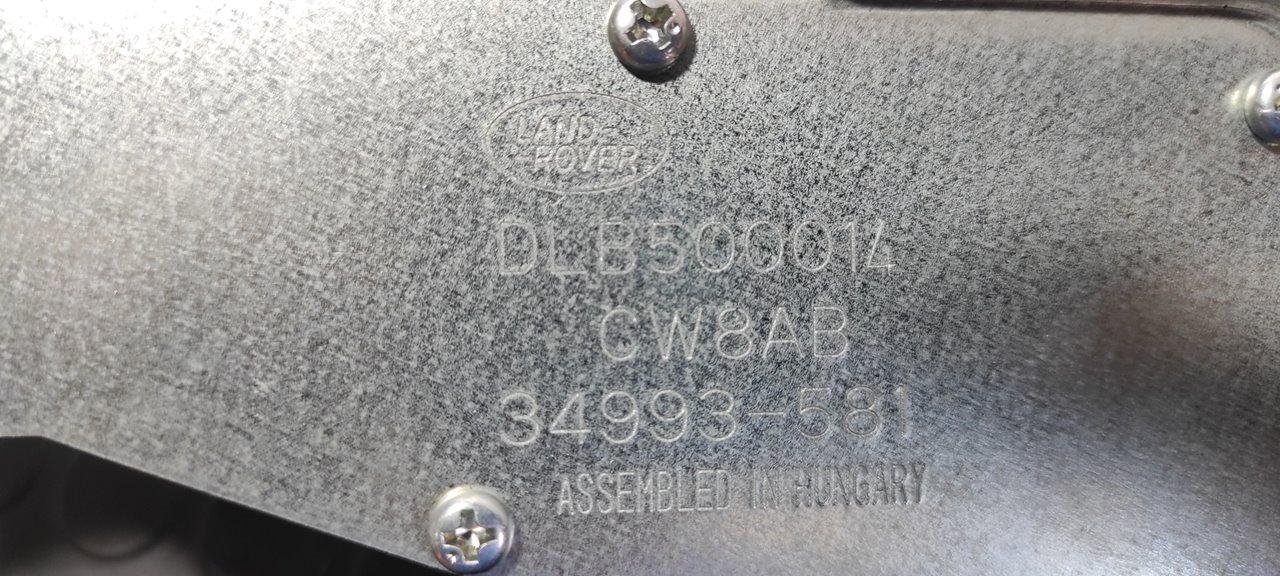 LAND-
-ROVER
DLB500014
CW8AB
34993-581
ASSEMBLED IN HUNGARY